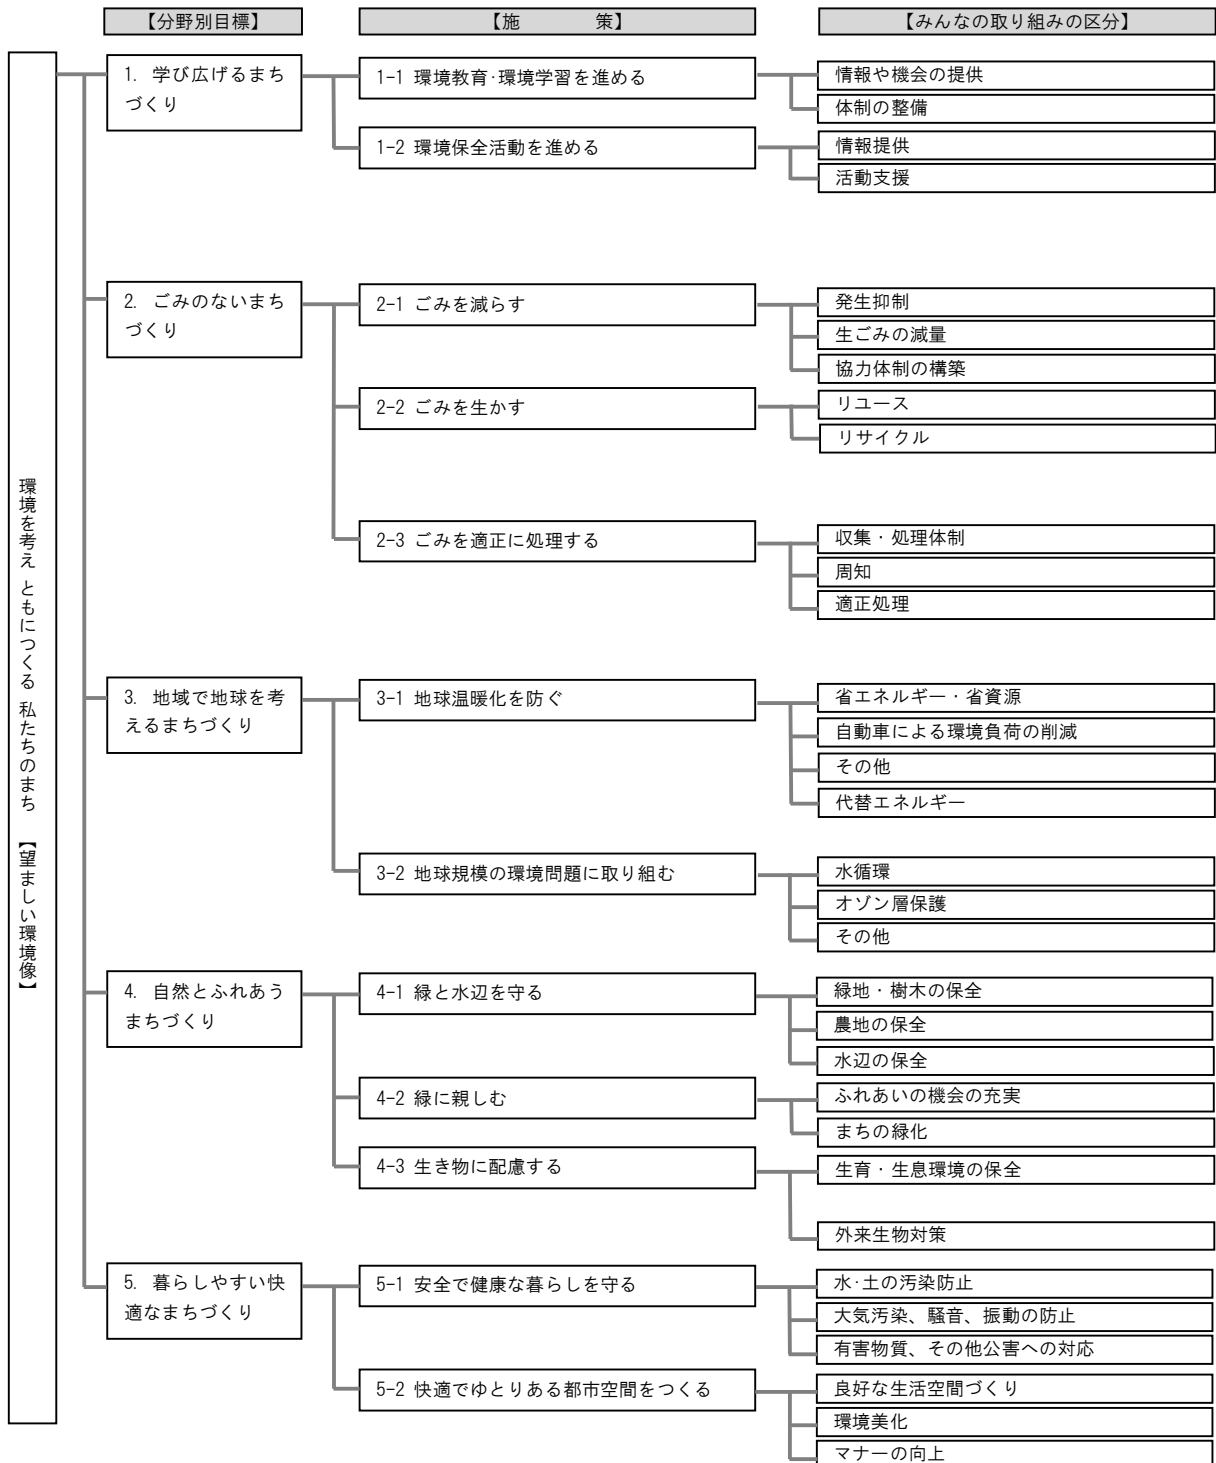 【分野別目標】
【施　　　策】
【みんなの取り組みの区分】
環境を考え ともにつくる 私たちのまち 【望ましい環境像】
1. 学び広げるまち
づくり
1-1 環境教育･環境学習を進める
情報や機会の提供
体制の整備
1-2 環境保全活動を進める
情報提供
活動支援
2. ごみのないまち
づくり
2-1 ごみを減らす
発生抑制
生ごみの減量
協力体制の構築
2-2 ごみを生かす
リユース
リサイクル
2-3 ごみを適正に処理する
収集・処理体制
周知
適正処理
3. 地域で地球を考
えるまちづくり
3-1 地球温暖化を防ぐ
省エネルギー・省資源
自動車による環境負荷の削減
その他
代替エネルギー
3-2 地球規模の環境問題に取り組む
水循環
オゾン層保護
その他
4. 自然とふれあう
まちづくり
4-1 緑と水辺を守る
緑地・樹木の保全
農地の保全
水辺の保全
4-2 緑に親しむ
ふれあいの機会の充実
まちの緑化
4-3 生き物に配慮する
生育・生息環境の保全
外来生物対策
5. 暮らしやすい快
適なまちづくり
5-1 安全で健康な暮らしを守る
水･土の汚染防止
大気汚染、騒音、振動の防止
有害物質、その他公害への対応
5-2 快適でゆとりある都市空間をつくる
良好な生活空間づくり
環境美化
マナーの向上